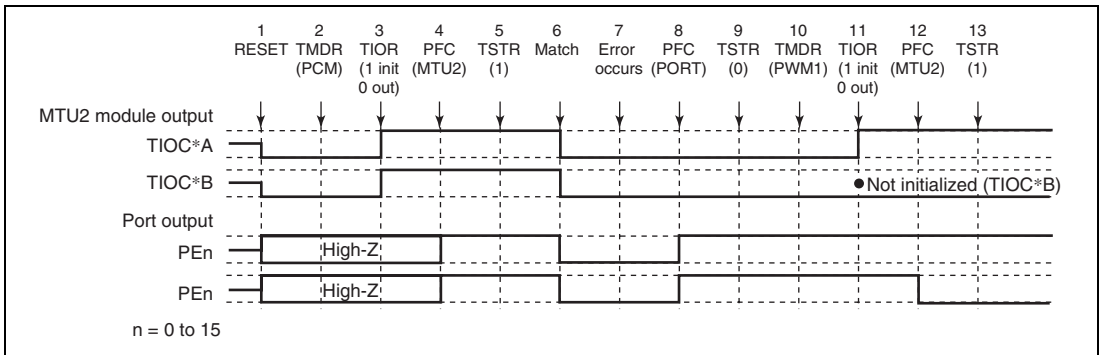 1 2 3 4 5 6 7 8 9 10 11 12 13
RESET TMDR TIOR PFC TSTR Match Error PFC TSTR TMDR TIOR PFC TSTR
(PCM) (1 init (MTU2) (1) occurs (PORT) (0) (PWM1) (1 init (MTU2) (1)
0 out) 0 out)
MTU2 module output
TIOC*A
TIOC*B ●Not initialized (TIOC*B)
Port output
PEn High-Z
PEn High-Z
n = 0 to 15